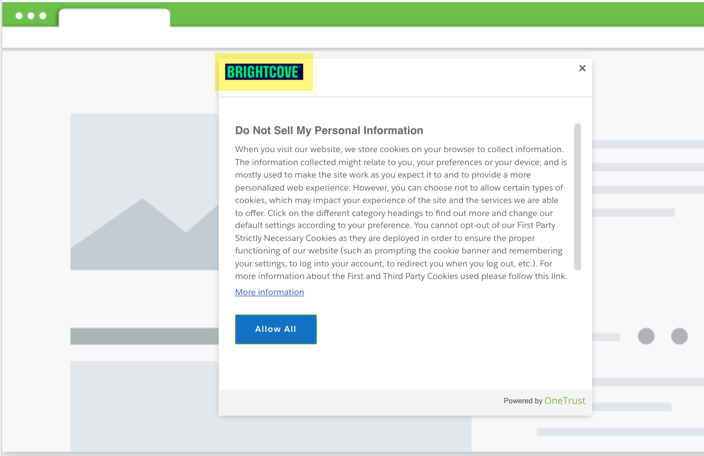 BRIGHTCOVE
×
Do Not Sell My Personal Information
When you visit our website, we store cookies on your browser to collect information.
The information collected might relate to you, your preferences or your device, and is
mostly used to make the site work as you expect it to and to provide a more
personalized web experience. However, you can choose not to allow certain types of
cookies, which may impact your experience of the site and the services we are able
to offer. Click on the different category headings to find out more and change our
default settings according to your preference. You cannot opt-out of our First Party
Strictly Necessary Cookies as they are deployed in order to ensure the proper
functioning of our website (such as prompting the cookie banner and remembering
your settings, to log into your account, to redirect you when you log out, etc.). For
more information about the First and Third Party Cookies used please follow this link.
More information
Allow All
Powered by OneTrust